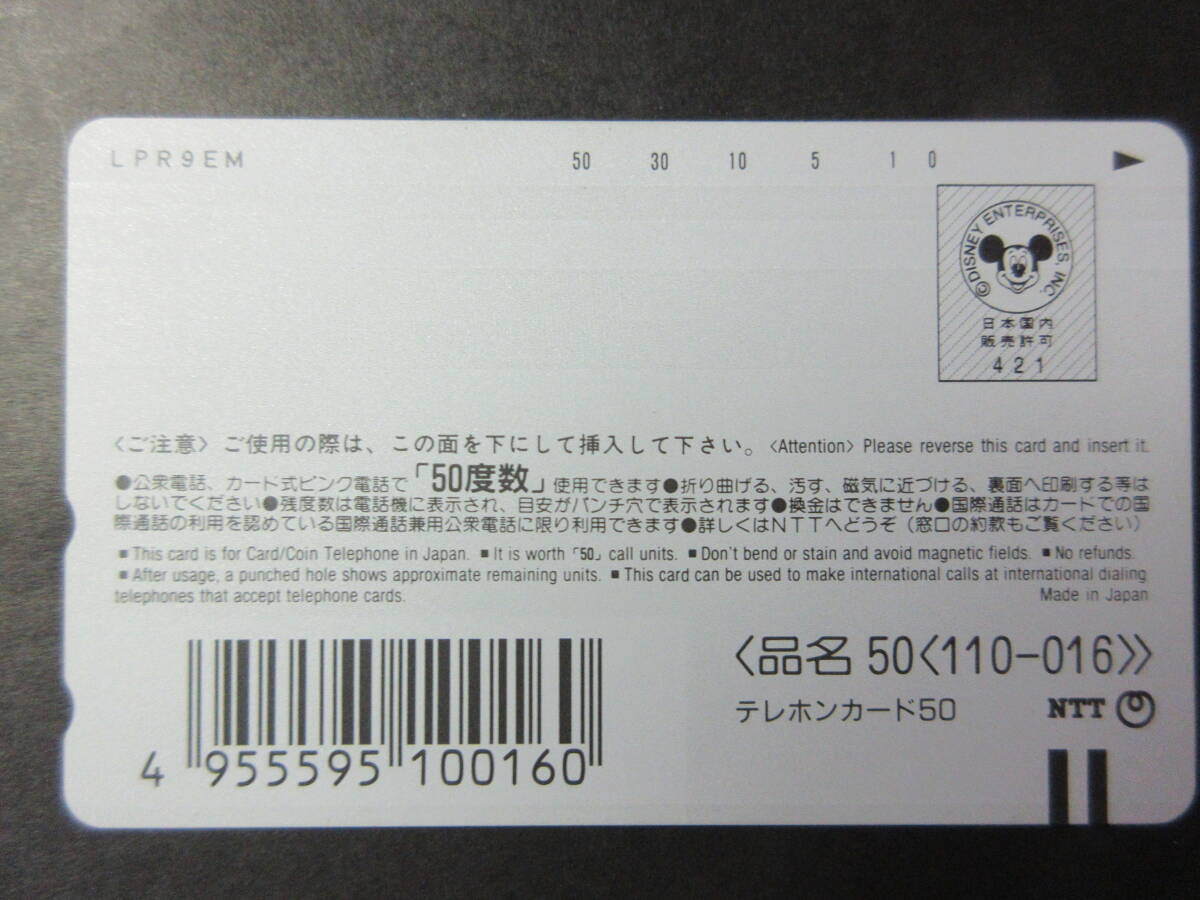 LPR9EM 50 30 10 5 1 0
©DISNEY ENTERPRISES, INC.
日本国内
販売許可
421
〈ご注意〉ご使用の際は、この面を下にして挿入して下さい。〈Attention〉Please reverse this card and insert it.
●公衆電話、カード式ピンク電話で「50度数」使用できます●折り曲げる、汚す、磁気に近づける、裏面へ印刷する等は
しないでください●残度数は電話機に表示され、目安がパンチ穴で表示されます●換金はできません●国際通話はカードでの国
際通話の利用を認めている国際通話兼用公衆電話に限り利用できます●詳しくはNTTへどうぞ（窓口の約款もご覧ください）
■This card is for Card/Coin Telephone in Japan. ■It is worth「50」call units. ■Don't bend or stain and avoid magnetic fields. ■No refunds.
■After usage, a punched hole shows approximate remaining units. ■This card can be used to make international calls at international dialing
telephones that accept telephone cards. Made in Japan
〈品名 50〈110-016〉〉
テレホンカード50 NTT
4 955595 100160